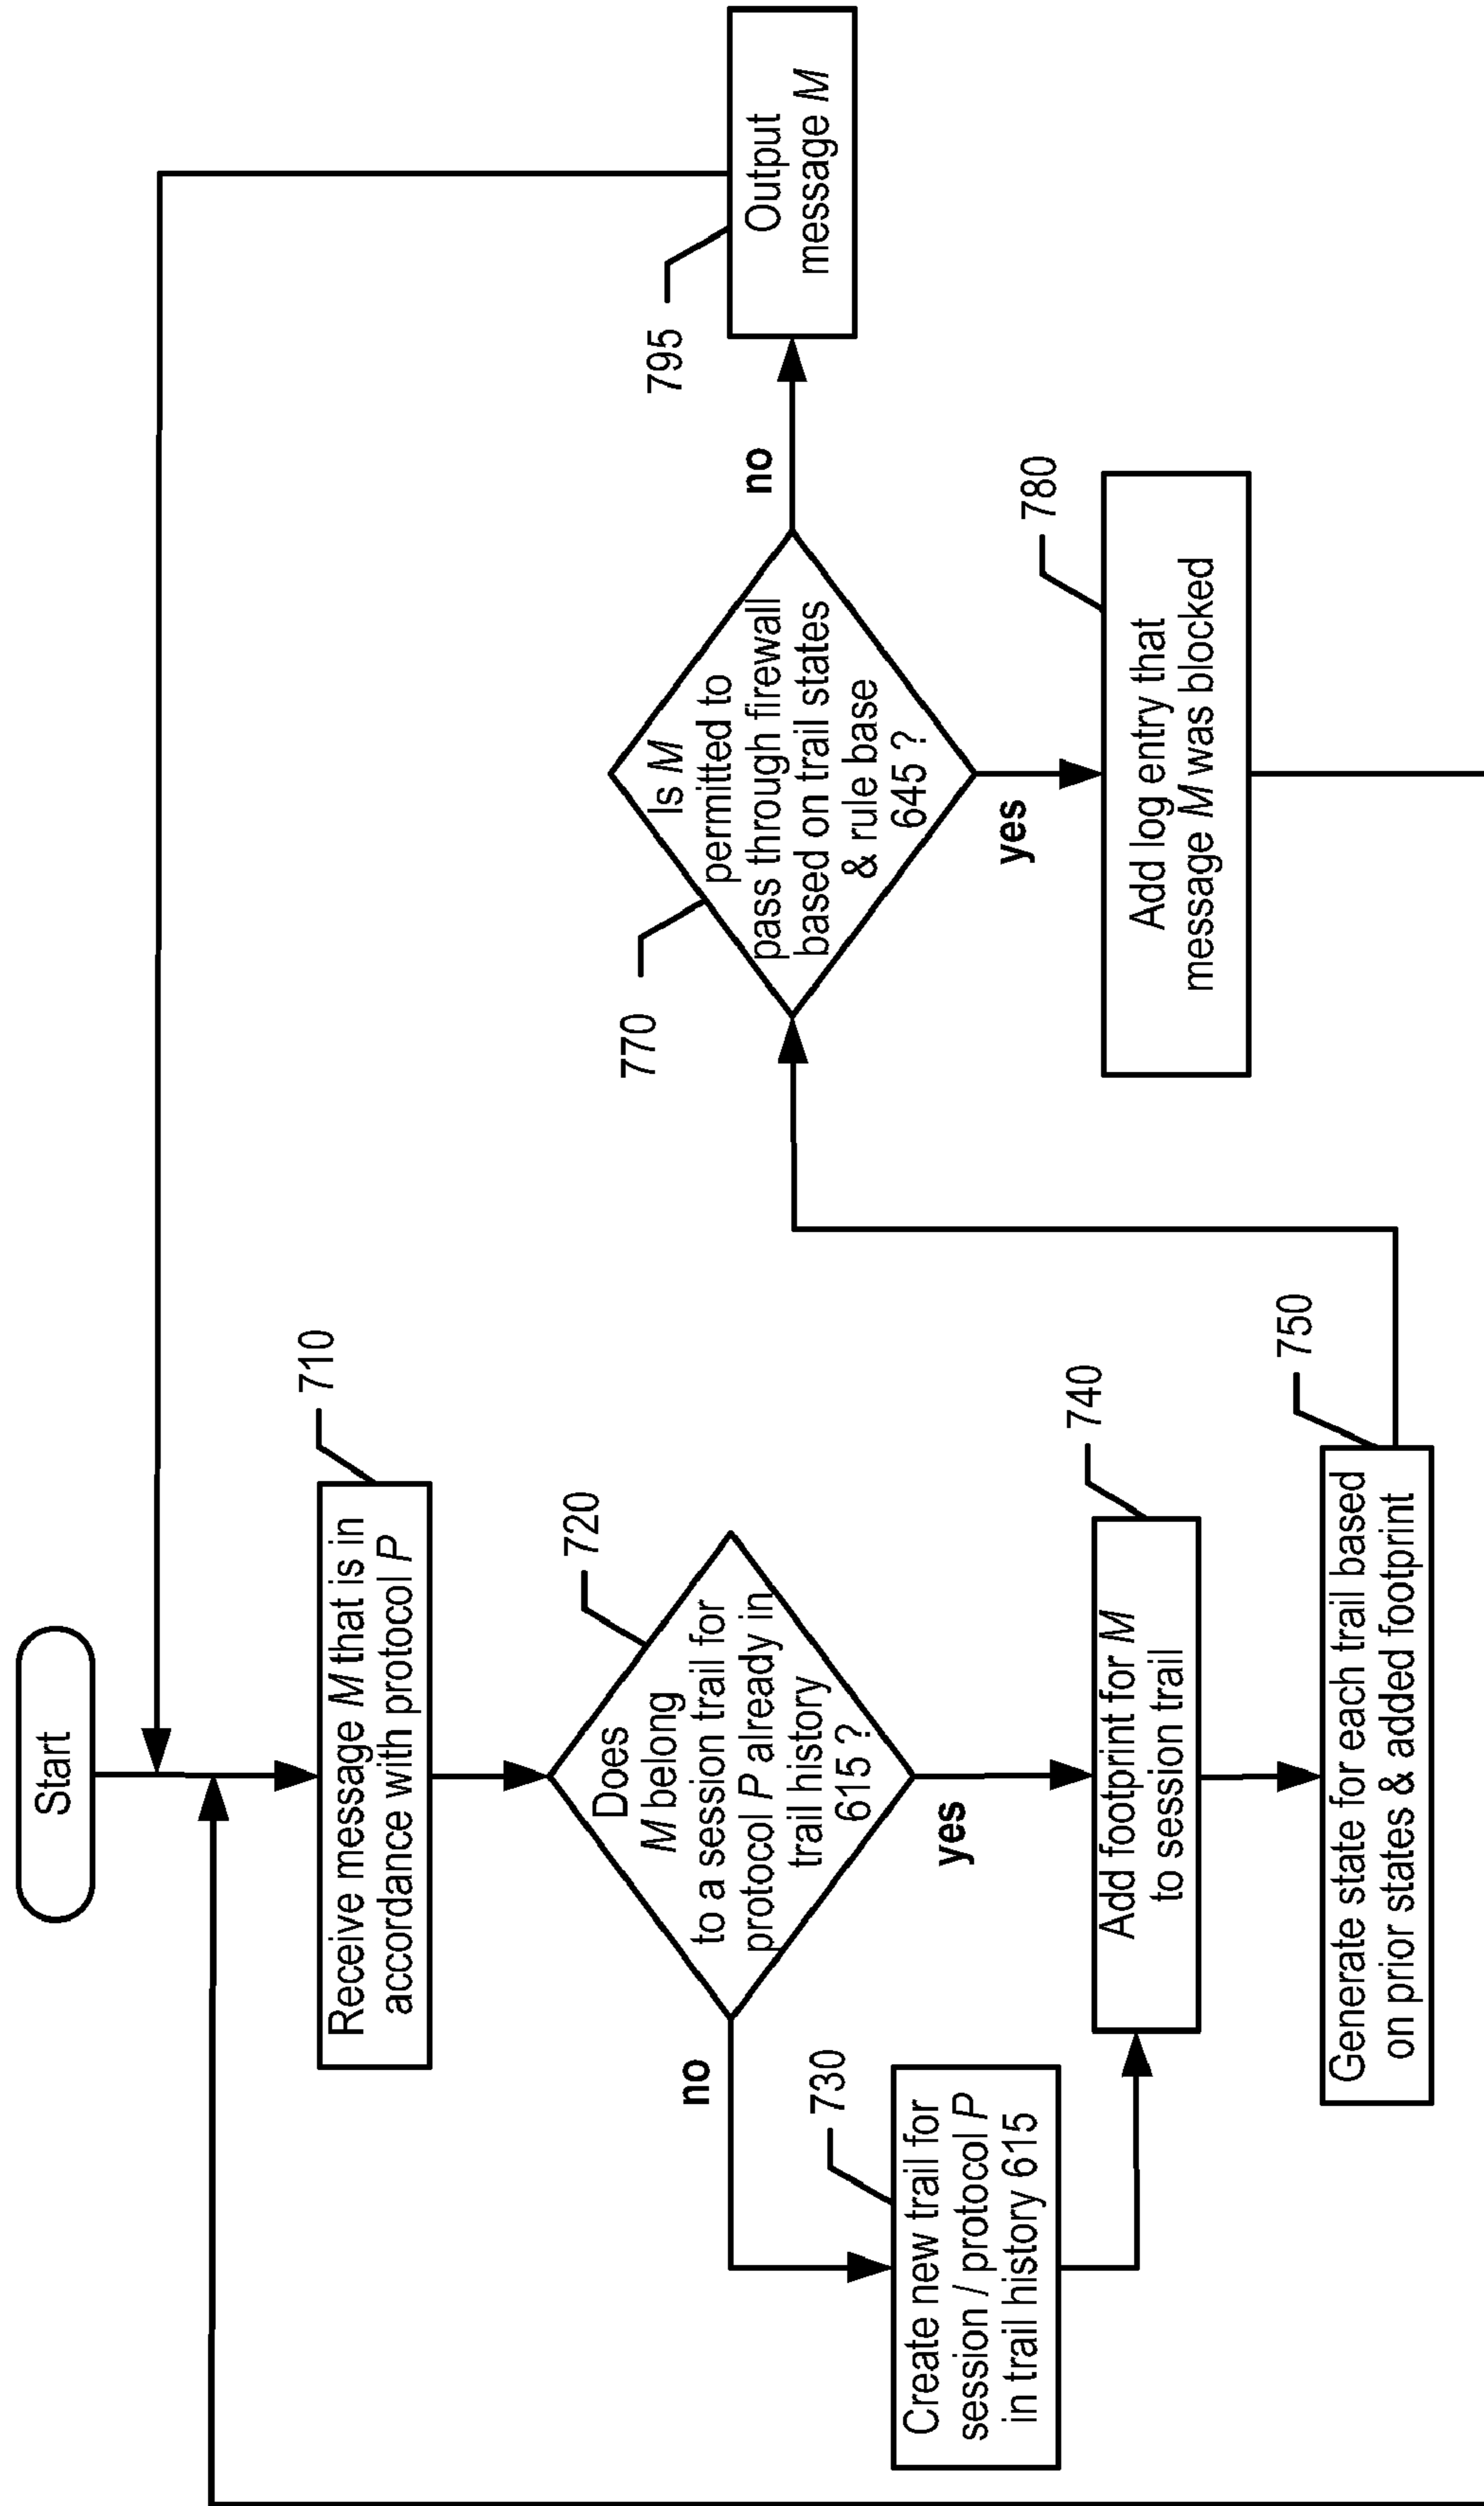 Start
710
Receive message M that is in
accordance with protocol P
720
Does
M belong
to a session trail for
protocol P already in
trail history
615 ?
no
yes
730
Create new trail for
session / protocol P
in trail history 615
740
Add footprint for M
to session trail
750
Generate state for each trail based
on prior states & added footprint
770
Is M
permitted to
pass through firewall
based on trail states
& rule base
645 ?
no
yes
795
Output
message M
780
Add log entry that
message M was blocked